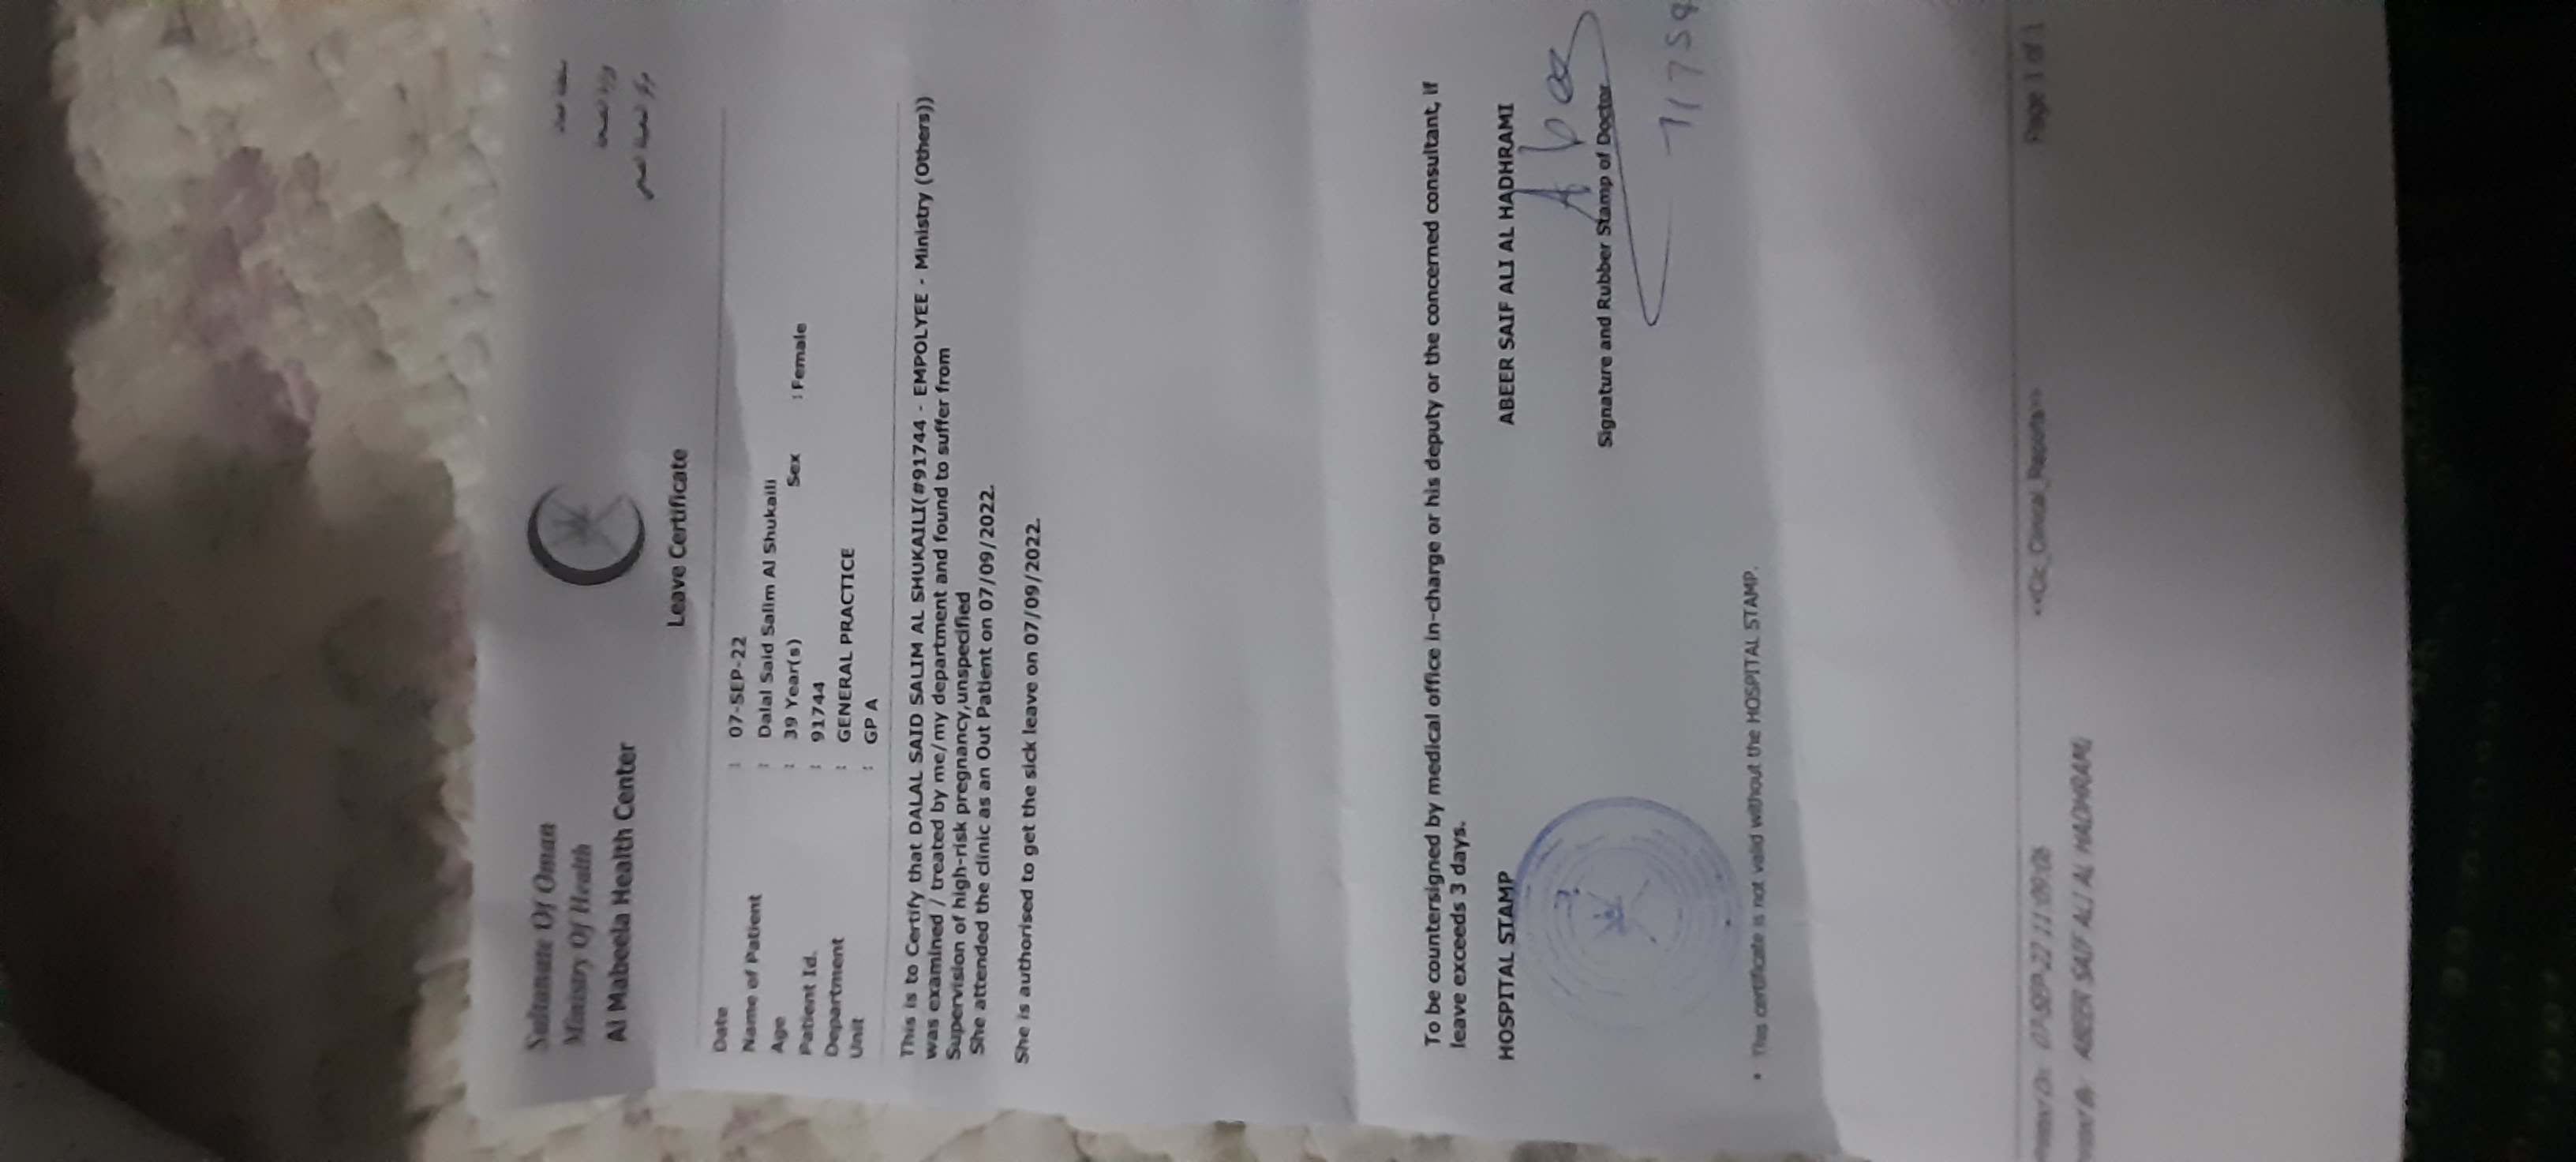 Sultanate Of Oman
Ministry Of Health
Al Mabeela Health Center
سلطنة عمان
وزارة الصحة
مركز المعبيلة الصحي
Leave Certificate
Date : 07-SEP-22
Name of Patient : Dalal Said Salim Al Shukaili
Age : 39 Year(s) Sex : Female
Patient Id. : 91744
Department : GENERAL PRACTICE
Unit : GP A
This is to Certify that DALAL SAID SALIM AL SHUKAILI(#91744 - EMPOLYEE - Ministry (Others))
was examined / treated by me/my department and found to suffer from
Supervision of high-risk pregnancy,unspecified
She attended the clinic as an Out Patient on 07/09/2022.
She is authorised to get the sick leave on 07/09/2022.
To be countersigned by medical office in-charge or his deputy or the concerned consultant, if
leave exceeds 3 days.
HOSPITAL STAMP
ABEER SAIF ALI AL HADHRAMI
Signature and Rubber Stamp of Doctor
* This certificate is not valid without the HOSPITAL STAMP.
Printed On: 07-SEP-22 11:09:06 <<Clc_Clinical_Reports>> Page 1 of 1
By ABEER SAIF ALI AL HADHRAMI